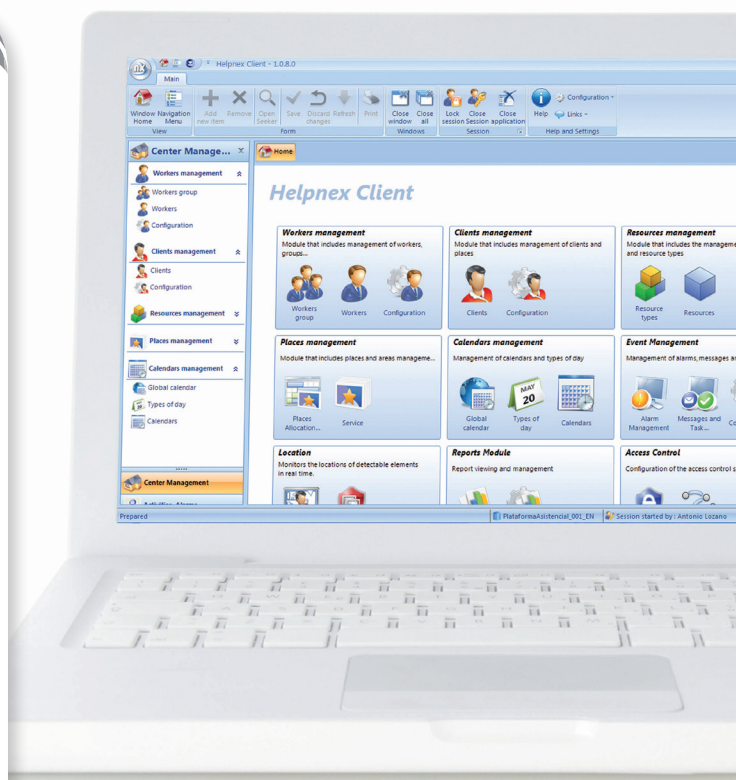 Helpnex Client - 1.0.8.0
Main
Window Home
Navigation Menu
Add new item
Remove
Open Seeker
Save
Discard changes
Refresh
Print
Close window
Close all
Lock session
Close Session
Close application
Help
Configuration
Links
View
Form
Windows
Session
Help and Settings
Center Manage...
Home
Workers management
Workers group
Workers
Configuration
Clients management
Clients
Configuration
Resources management
Places management
Calendars management
Global calendar
Types of day
Calendars
Center Management
Helpnex Client
Workers management
Module that includes management of workers,
groups...
Workers
group
Workers
Configuration
Clients management
Module that includes management of clients and
places
Clients
Configuration
Resources management
Module that includes the manageme
and resource types
Resource
types
Resources
Places management
Module that includes places and areas manageme...
Places
Allocation...
Service
Calendars management
Management of calendars and types of day
MAY
20
Global
calendar
Types of
day
Calendars
Event Management
Management of alarms, messages a
Alarm
Management
Messages and
Task...
Co
Location
Monitors the locations of detectable elements
in real time.
Reports Module
Report viewing and management
Access Control
Configuration of the access control s
Prepared
PlataformaAsistencial_001_EN
Session started by : Antonio Lozano